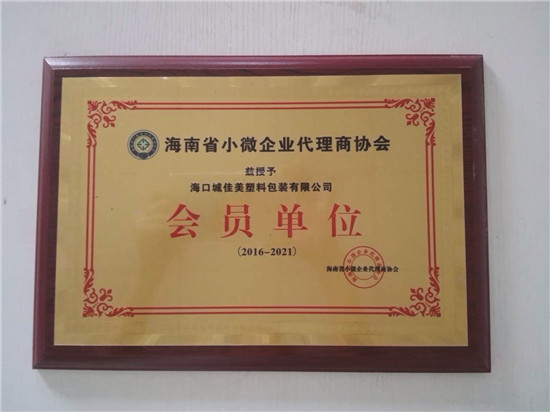 海南省小微企业代理商协会
兹授予
海口城佳美塑料包装有限公司
会员单位
(2016-2021)
海南省小微企业代理商协会